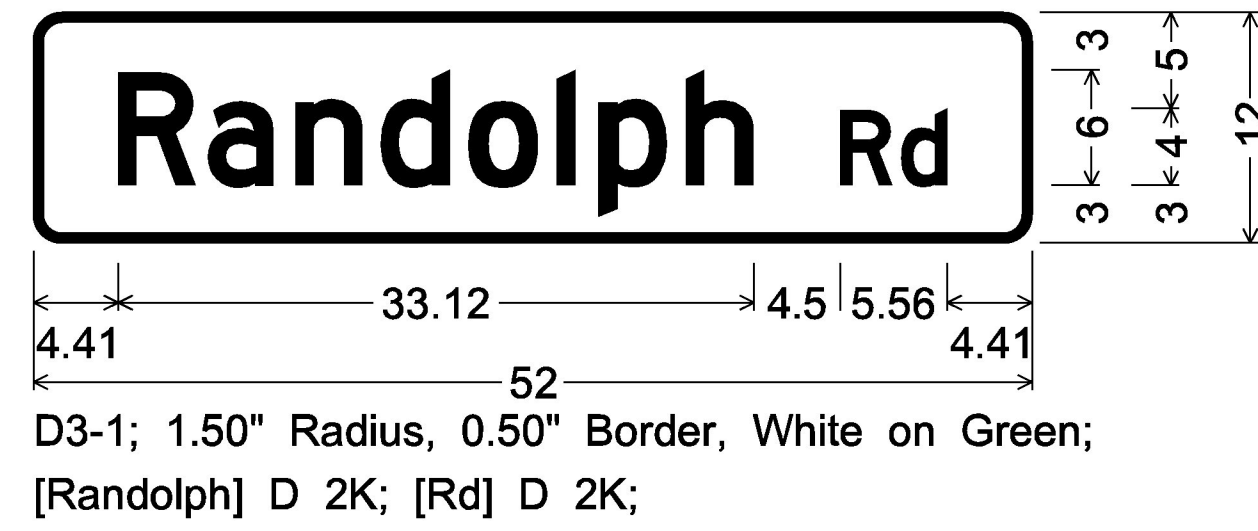 Randolph Rd
3
5
6
4
12
3
3
33.12 4.5 5.56
4.41 4.41
52
D3-1; 1.50" Radius, 0.50" Border, White on Green;
[Randolph] D 2K; [Rd] D 2K;